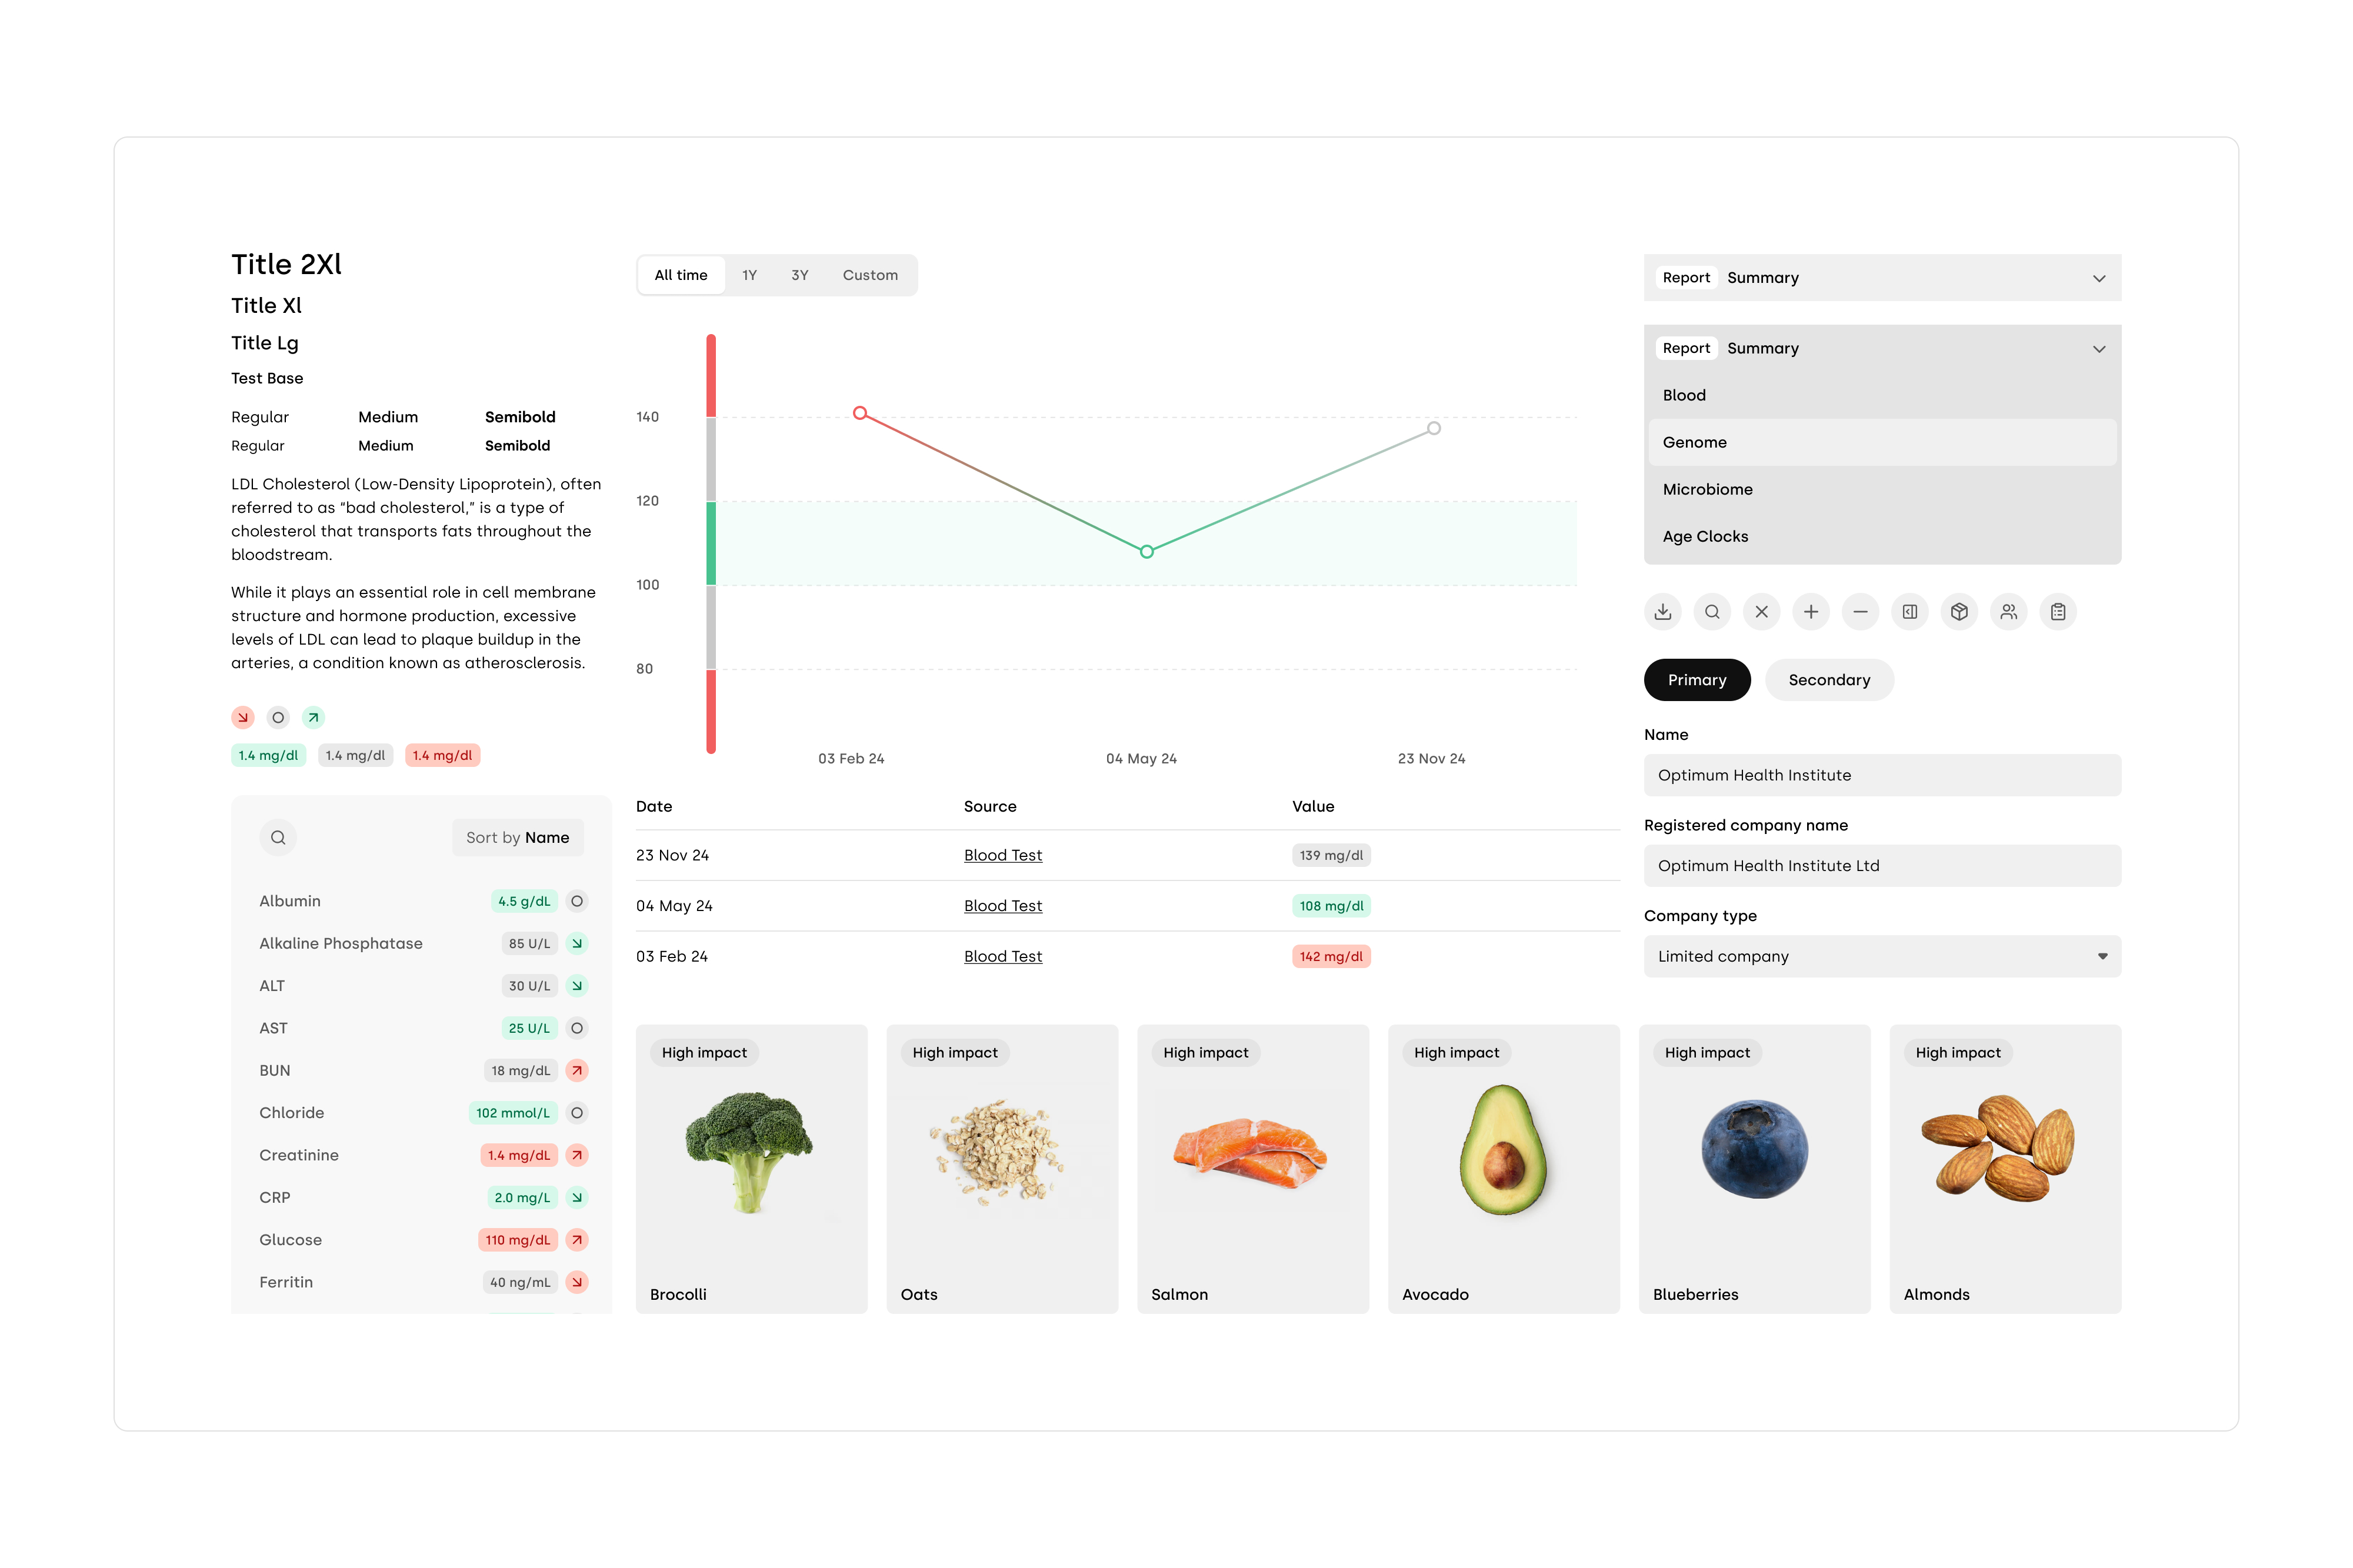 Title 2Xl
Title Xl
Title Lg
Test Base
Regular Medium Semibold
Regular Medium Semibold
LDL Cholesterol (Low-Density Lipoprotein), often
referred to as “bad cholesterol,” is a type of
cholesterol that transports fats throughout the
bloodstream.
While it plays an essential role in cell membrane
structure and hormone production, excessive
levels of LDL can lead to plaque buildup in the
arteries, a condition known as atherosclerosis.
1.4 mg/dl 1.4 mg/dl 1.4 mg/dl
Sort by Name
Albumin 4.5 g/dL
Alkaline Phosphatase 85 U/L
ALT 30 U/L
AST 25 U/L
BUN 18 mg/dL
Chloride 102 mmol/L
Creatinine 1.4 mg/dL
CRP 2.0 mg/L
Glucose 110 mg/dL
Ferritin 40 ng/mL
All time 1Y 3Y Custom
140
120
100
80
03 Feb 24 04 May 24 23 Nov 24
Date Source Value
23 Nov 24 Blood Test 139 mg/dl
04 May 24 Blood Test 108 mg/dl
03 Feb 24 Blood Test 142 mg/dl
Report Summary
Report Summary
Blood
Genome
Microbiome
Age Clocks
Primary Secondary
Name
Optimum Health Institute
Registered company name
Optimum Health Institute Ltd
Company type
Limited company
High impact High impact High impact High impact High impact High impact
Brocolli Oats Salmon Avocado Blueberries Almonds